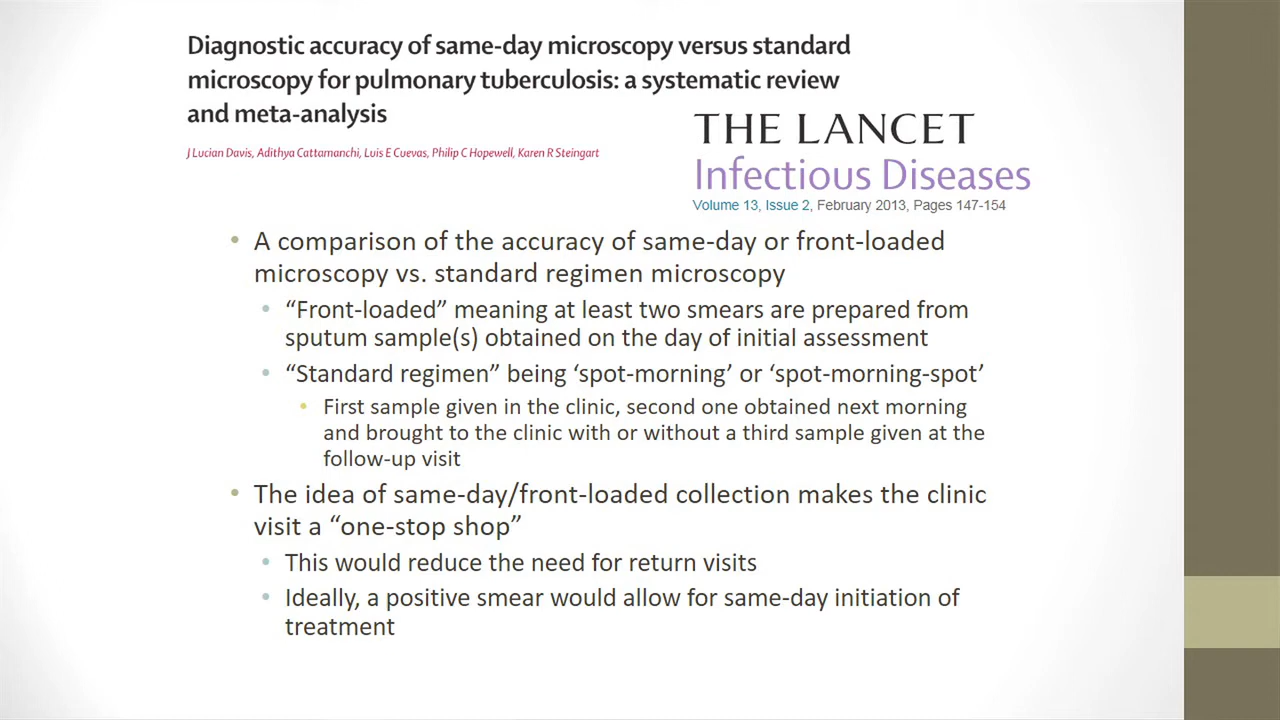 Diagnostic accuracy of same-day microscopy versus standard
microscopy for pulmonary tuberculosis: a systematic review
and meta-analysis
J Lucian Davis, Adithya Cattamanchi, Luis E Cuevas, Philip C Hopewell, Karen R Steingart
THE LANCET
Infectious Diseases
Volume 13, Issue 2, February 2013, Pages 147-154
• A comparison of the accuracy of same-day or front-loaded
microscopy vs. standard regimen microscopy
• “Front-loaded” meaning at least two smears are prepared from
sputum sample(s) obtained on the day of initial assessment
• “Standard regimen” being ‘spot-morning’ or ‘spot-morning-spot’
• First sample given in the clinic, second one obtained next morning
and brought to the clinic with or without a third sample given at the
follow-up visit
• The idea of same-day/front-loaded collection makes the clinic
visit a “one-stop shop”
• This would reduce the need for return visits
• Ideally, a positive smear would allow for same-day initiation of
treatment